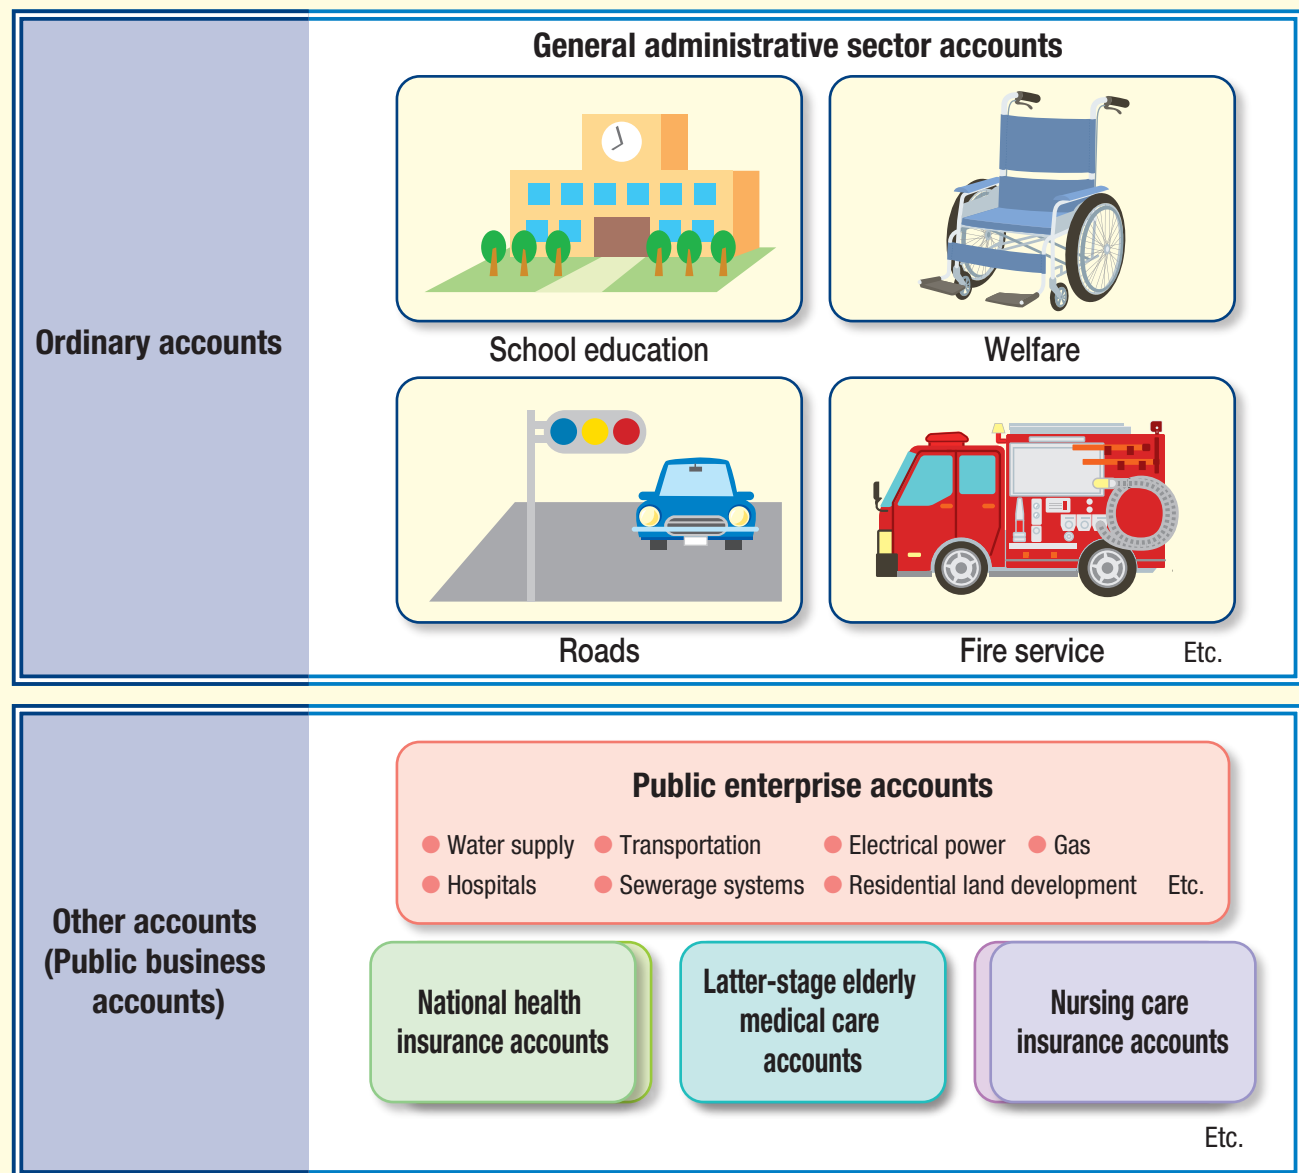 General administrative sector accounts
Ordinary accounts
School education
Welfare
Roads
Fire service
Etc.
Public enterprise accounts
Water supply
Transportation
Electrical power
Gas
Hospitals
Sewerage systems
Residential land development
Etc.
Other accounts
(Public business
accounts)
National health
insurance accounts
Latter-stage elderly
medical care
accounts
Nursing care
insurance accounts
Etc.